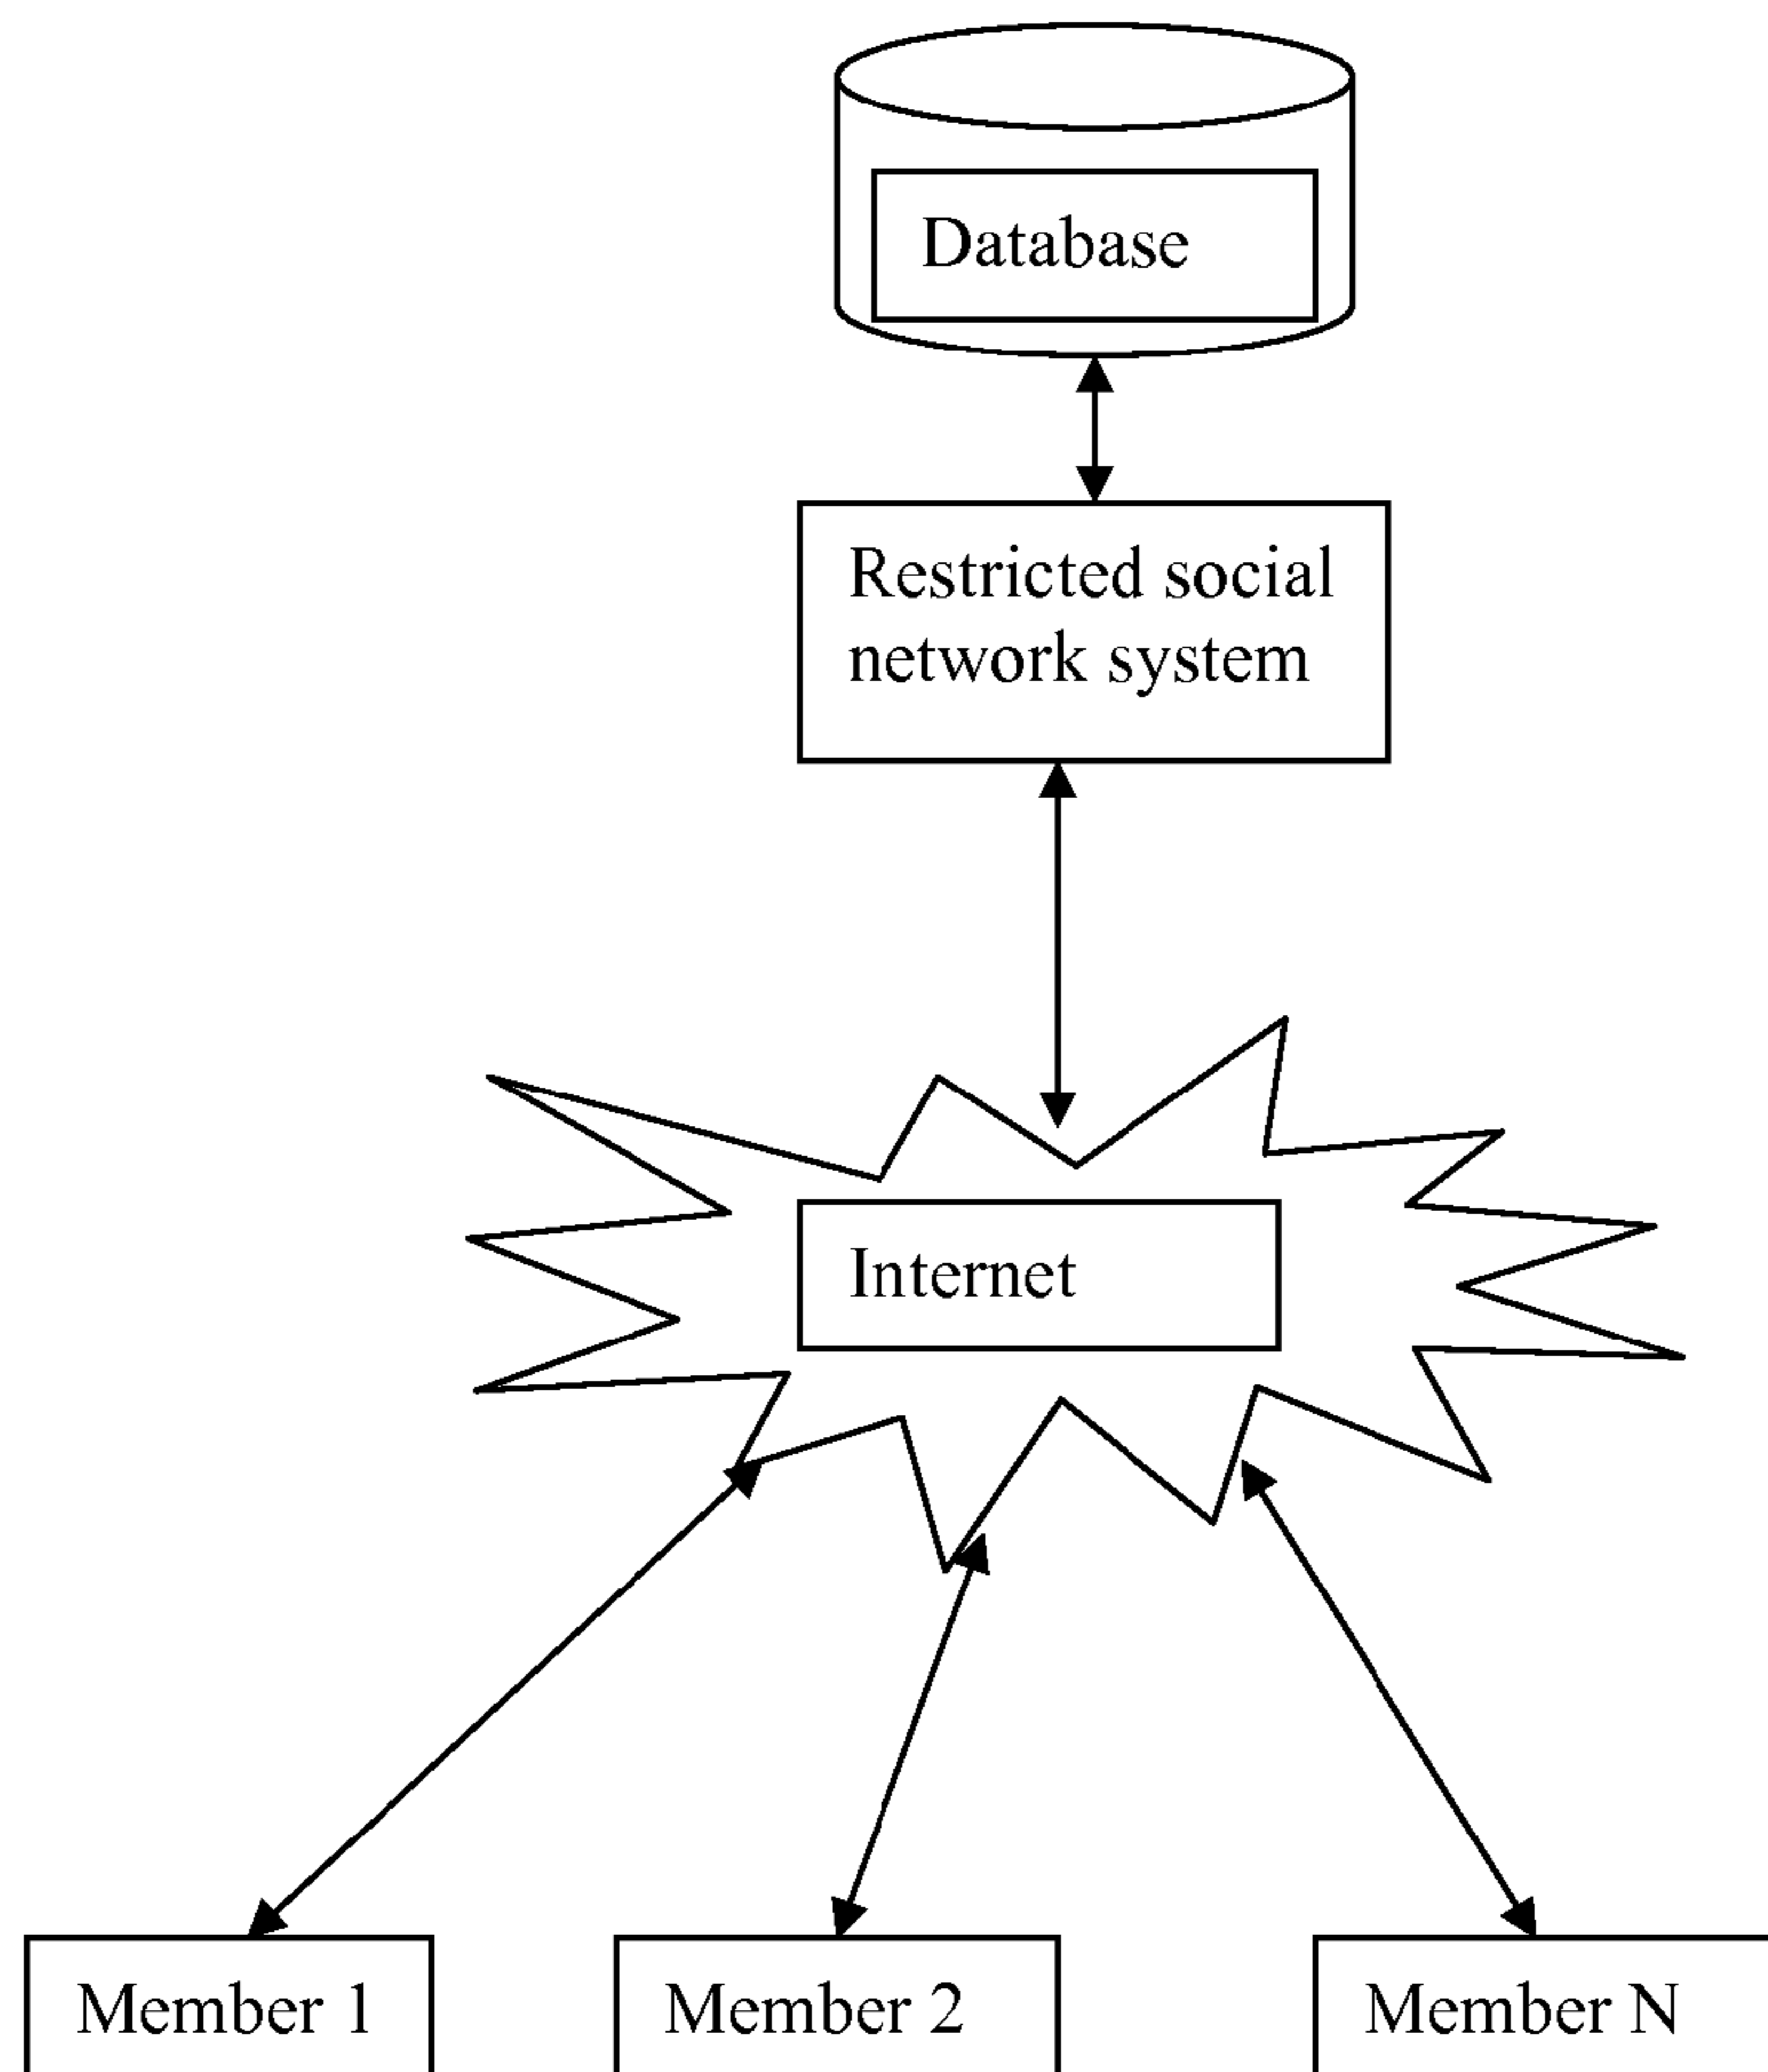 Database
Restricted social
network system
Internet
Member 1
Member 2
Member N